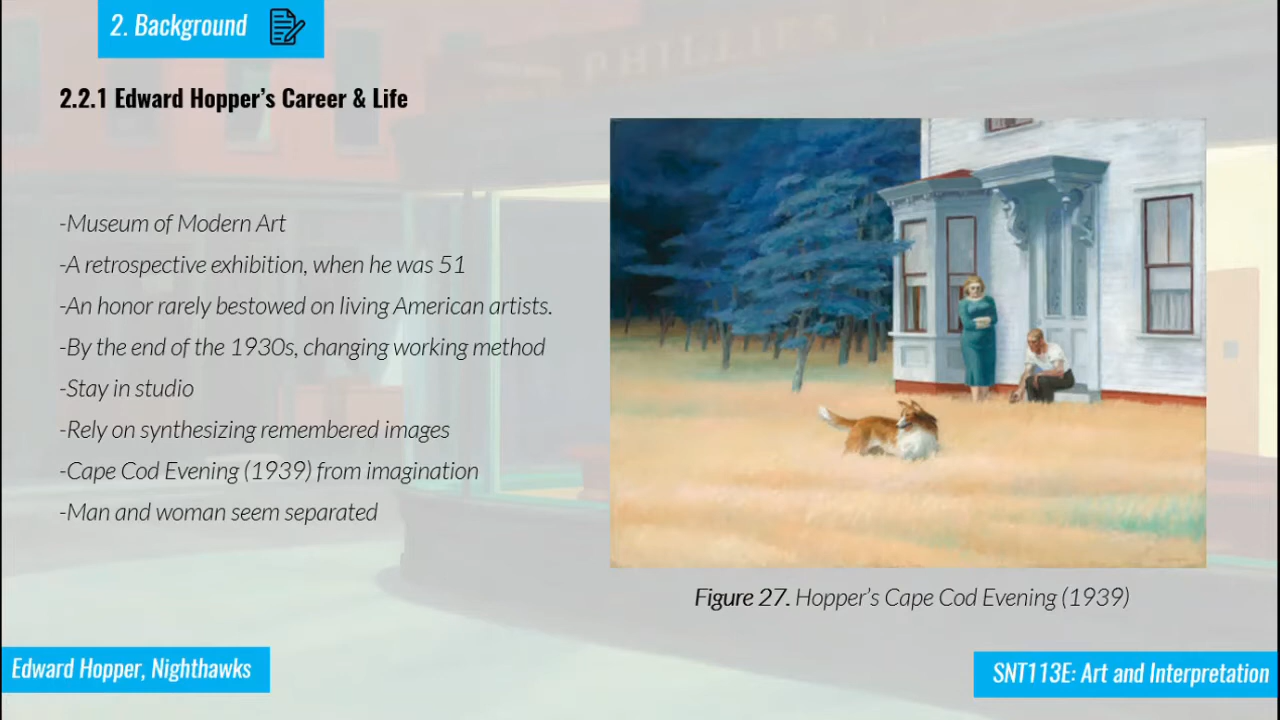 2. Background
2.2.1 Edward Hopper's Career & Life
-Museum of Modern Art
-A retrospective exhibition, when he was 51
-An honor rarely bestowed on living American artists.
-By the end of the 1930s, changing working method
-Stay in studio
-Rely on synthesizing remembered images
-Cape Cod Evening (1939) from imagination
-Man and woman seem separated
Figure 27. Hopper's Cape Cod Evening (1939)
Edward Hopper, Nighthawks
SNT113E: Art and Interpretation